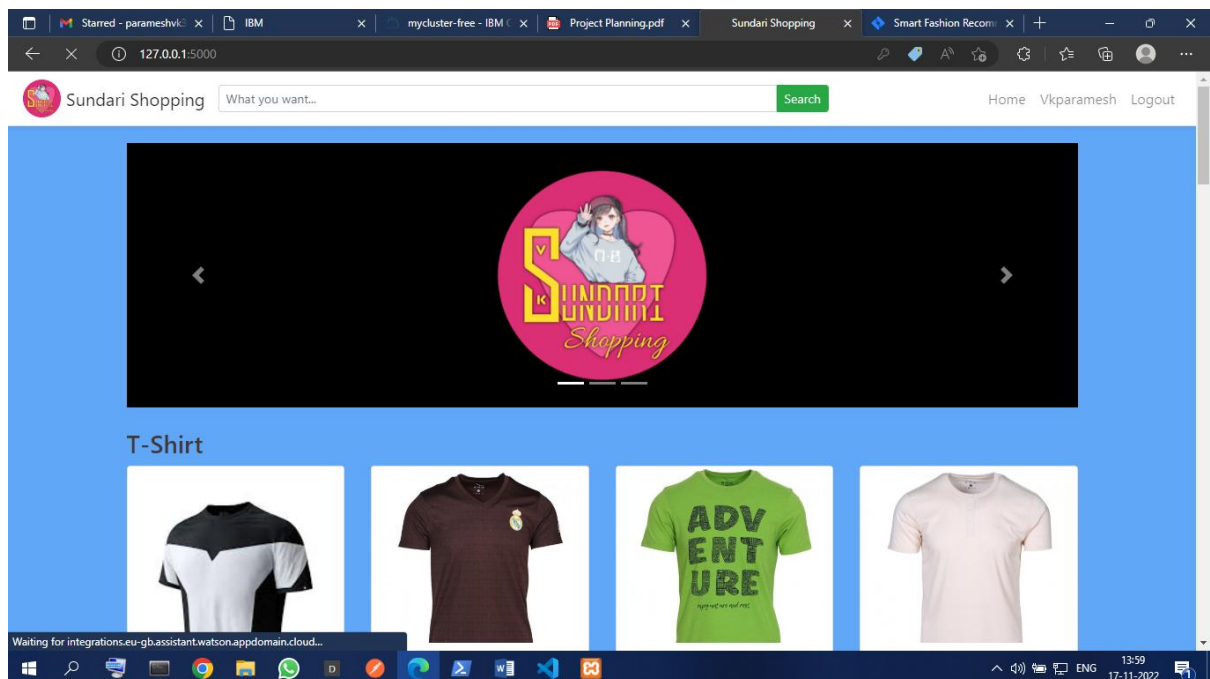 Starred - parameshvk3
IBM
mycluster-free - IBM C
Project Planning.pdf
Sundari Shopping
Smart Fashion Recom
127.0.0.1:5000
Sundari Shopping
What you want...
Search
Home Vkparamesh Logout
V
K
SUNDARI
Shopping
T-Shirt
ADV
ENT
URE
Waiting for integrations.eu-gb.assistant.watson.appdomain.cloud...
ENG
13:59
17-11-2022